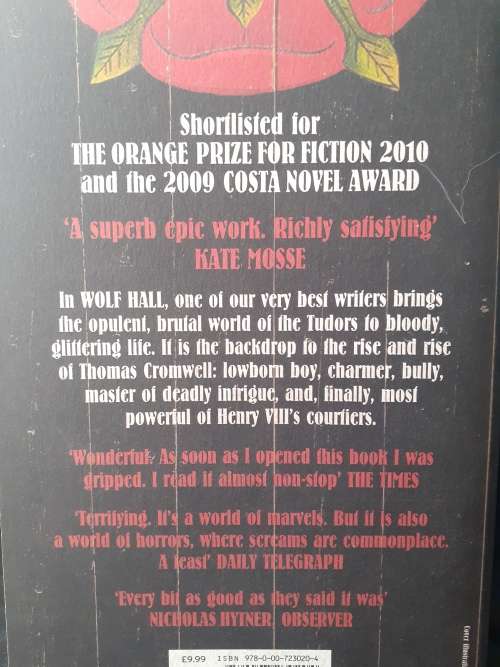 Shortlisted for
THE ORANGE PRIZE FOR FICTION 2010
and the 2009 COSTA NOVEL AWARD
'A superb epic work. Richly satisfying'
KATE MOSSE
In WOLF HALL, one of our very best writers brings
the opulent, brutal world of the Tudors to bloody,
glittering life. It is the backdrop to the rise and rise
of Thomas Cromwell: lowborn boy, charmer, bully,
master of deadly intrigue, and, finally, most
powerful of Henry VIII's courtiers.
'Wonderful. As soon as I opened this book I was
gripped. I read it almost non-stop' THE TIMES
'Terrifying. It's a world of marvels. But it is also
a world of horrors, where screams are commonplace.
A feast' DAILY TELEGRAPH
'Every bit as good as they said it was'
NICHOLAS HYTNER, OBSERVER
£9.99 ISBN 978-0-00-723020-4
Cover